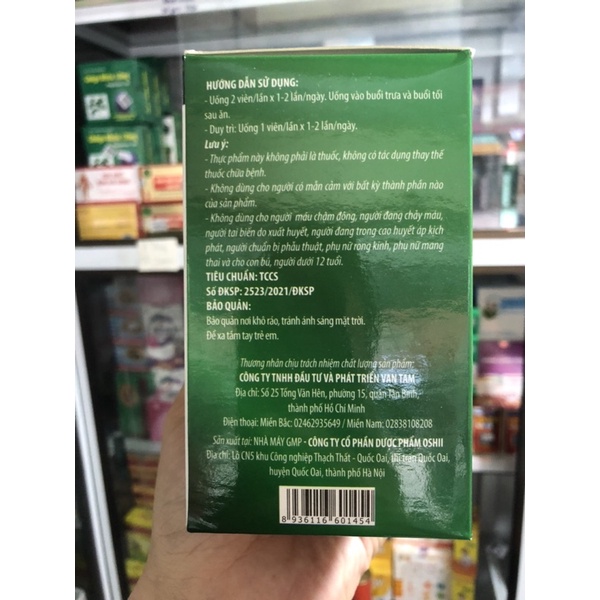 HƯỚNG DẪN SỬ DỤNG:
- Uống 2 viên/lần x 1-2 lần/ngày. Uống vào buổi trưa và buổi tối
sau ăn.
- Duy trì: Uống 1 viên/lần x 1-2 lần/ngày.
Lưu ý:
- Thực phẩm này không phải là thuốc, không có tác dụng thay thế
thuốc chữa bệnh.
- Không dùng cho người có mẫn cảm với bất kỳ thành phần nào
của sản phẩm.
- Không dùng cho người máu chậm đông, người đang chảy máu,
người tai biến do xuất huyết, người đang trong cao huyết áp kịch
phát, người chuẩn bị phẫu thuật, phụ nữ rong kinh, phụ nữ mang
thai và cho con bú, người dưới 12 tuổi.
TIÊU CHUẨN: TCCS
Số ĐKSP: 2523/2021/ĐKSP
BẢO QUẢN:
Bảo quản nơi khô ráo, tránh ánh sáng mặt trời.
Để xa tầm tay trẻ em.
Thương nhân chịu trách nhiệm chất lượng sản phẩm:
CÔNG TY TNHH ĐẦU TƯ VÀ PHÁT TRIỂN VẠN TAM
Địa chỉ: Số 25 Tống Văn Hên, phường 15, quận Tân Bình,
thành phố Hồ Chí Minh
Điện thoại: Miền Bắc: 02462935649/ Miền Nam: 02838108208
Sản xuất tại: NHÀ MÁY GMP - CÔNG TY CỔ PHẦN DƯỢC PHẨM OSHII
Địa chỉ: Lô CN5 khu Công nghiệp Thạch Thất - Quốc Oai, thị trấn Quốc Oai,
huyện Quốc Oai, thành phố Hà Nội
8 936116 601454